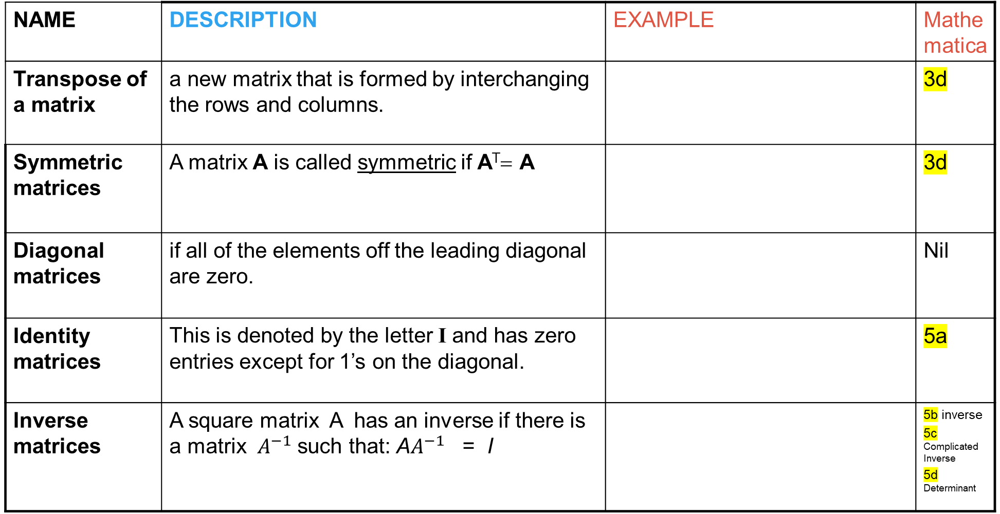 NAME
DESCRIPTION
EXAMPLE
Mathe
matica
Transpose of
a matrix
a new matrix that is formed by interchanging
the rows and columns.
3d
Symmetric
matrices
A matrix A is called symmetric if Aᵀ= A
3d
Diagonal
matrices
if all of the elements off the leading diagonal
are zero.
Nil
Identity
matrices
This is denoted by the letter I and has zero
entries except for 1’s on the diagonal.
5a
Inverse
matrices
A square matrix A has an inverse if there is
a matrix A⁻¹ such that: AA⁻¹ = I
5b inverse
5c
Complicated
Inverse
5d
Determinant